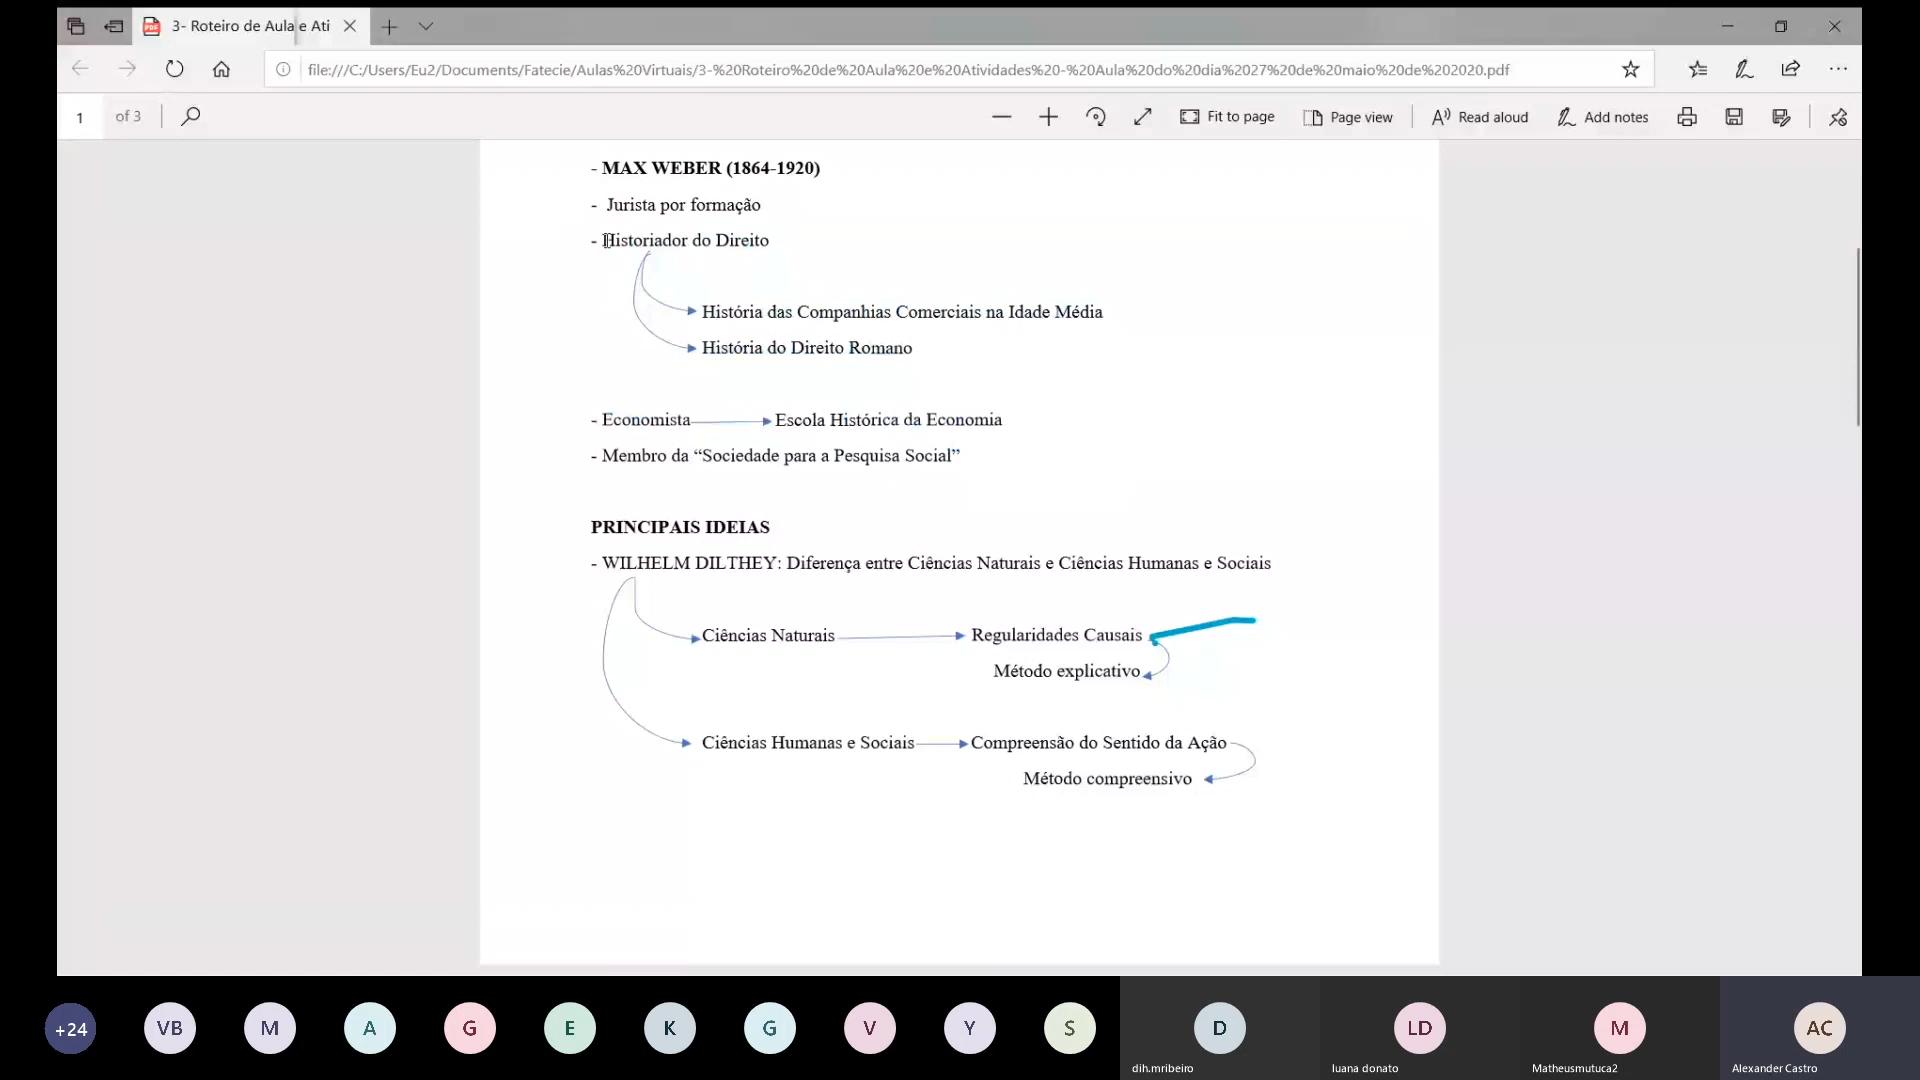 3- Roteiro de Aula e Ati
file:///C:/Users/Eu2/Documents/Fatecie/Aulas%20Virtuais/3-%20Roteiro%20de%20Aula%20e%20Atividades%20-%20Aula%20do%20dia%2027%20de%20maio%20de%202020.pdf
1 of 3 Fit to page Page view Read aloud Add notes
- MAX WEBER (1864-1920)
- Jurista por formação
- Historiador do Direito
História das Companhias Comerciais na Idade Média
História do Direito Romano
- Economista Escola Histórica da Economia
- Membro da “Sociedade para a Pesquisa Social”
PRINCIPAIS IDEIAS
- WILHELM DILTHEY: Diferença entre Ciências Naturais e Ciências Humanas e Sociais
Ciências Naturais Regularidades Causais
Método explicativo
Ciências Humanas e Sociais Compreensão do Sentido da Ação
Método compreensivo
+24 VB M A G E K G V Y S D LD M AC
dih.mribeiro luana donato Matheusmutuca2 Alexander Castro